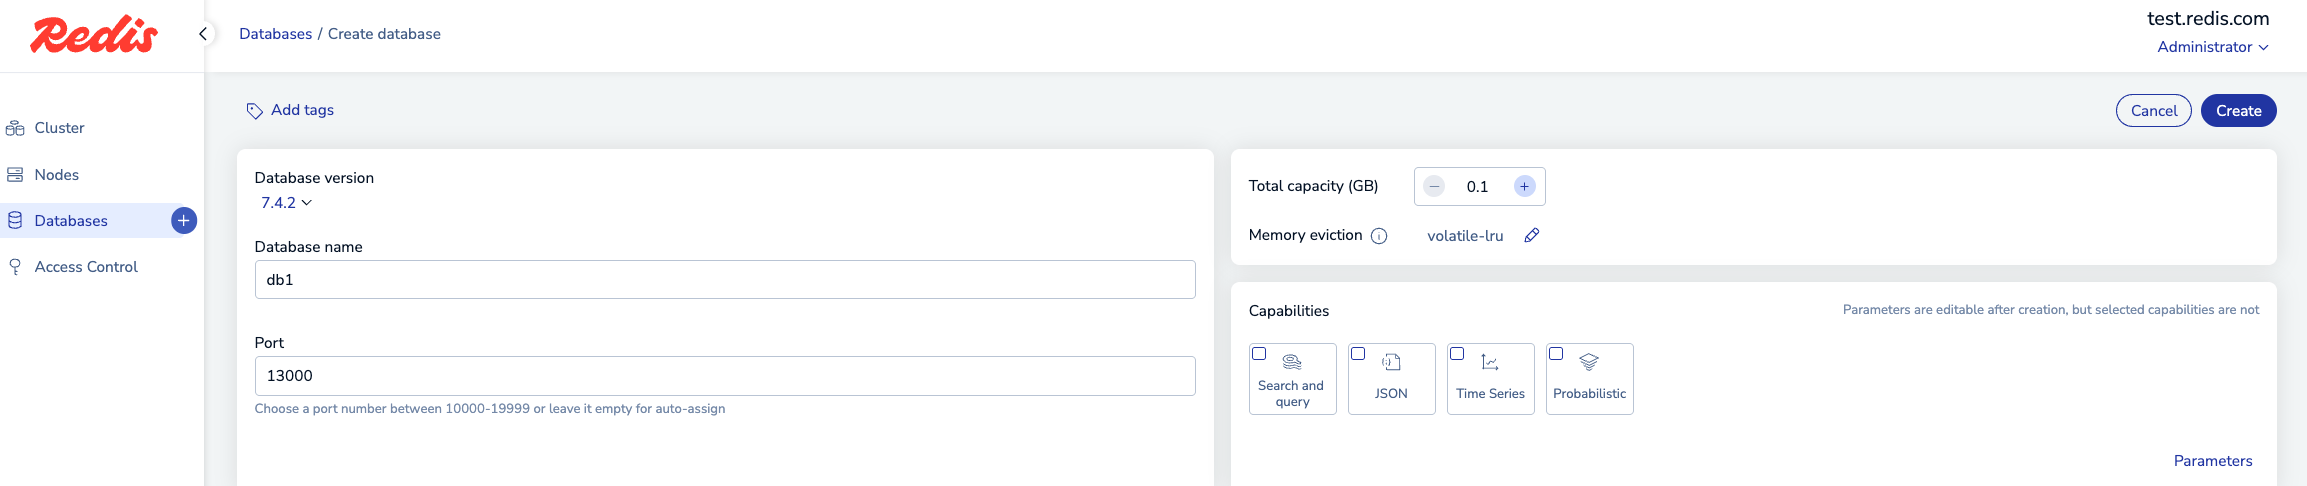 Redis
Databases / Create database
test.redis.com
Administrator
Cluster
Nodes
Databases
Access Control
Add tags
Cancel
Create
Database version
7.4.2
Database name
db1
Port
13000
Choose a port number between 10000-19999 or leave it empty for auto-assign
Total capacity (GB)
0.1
Memory eviction
volatile-lru
Capabilities
Parameters are editable after creation, but selected capabilities are not
Search and
query
JSON
Time Series
Probabilistic
Parameters